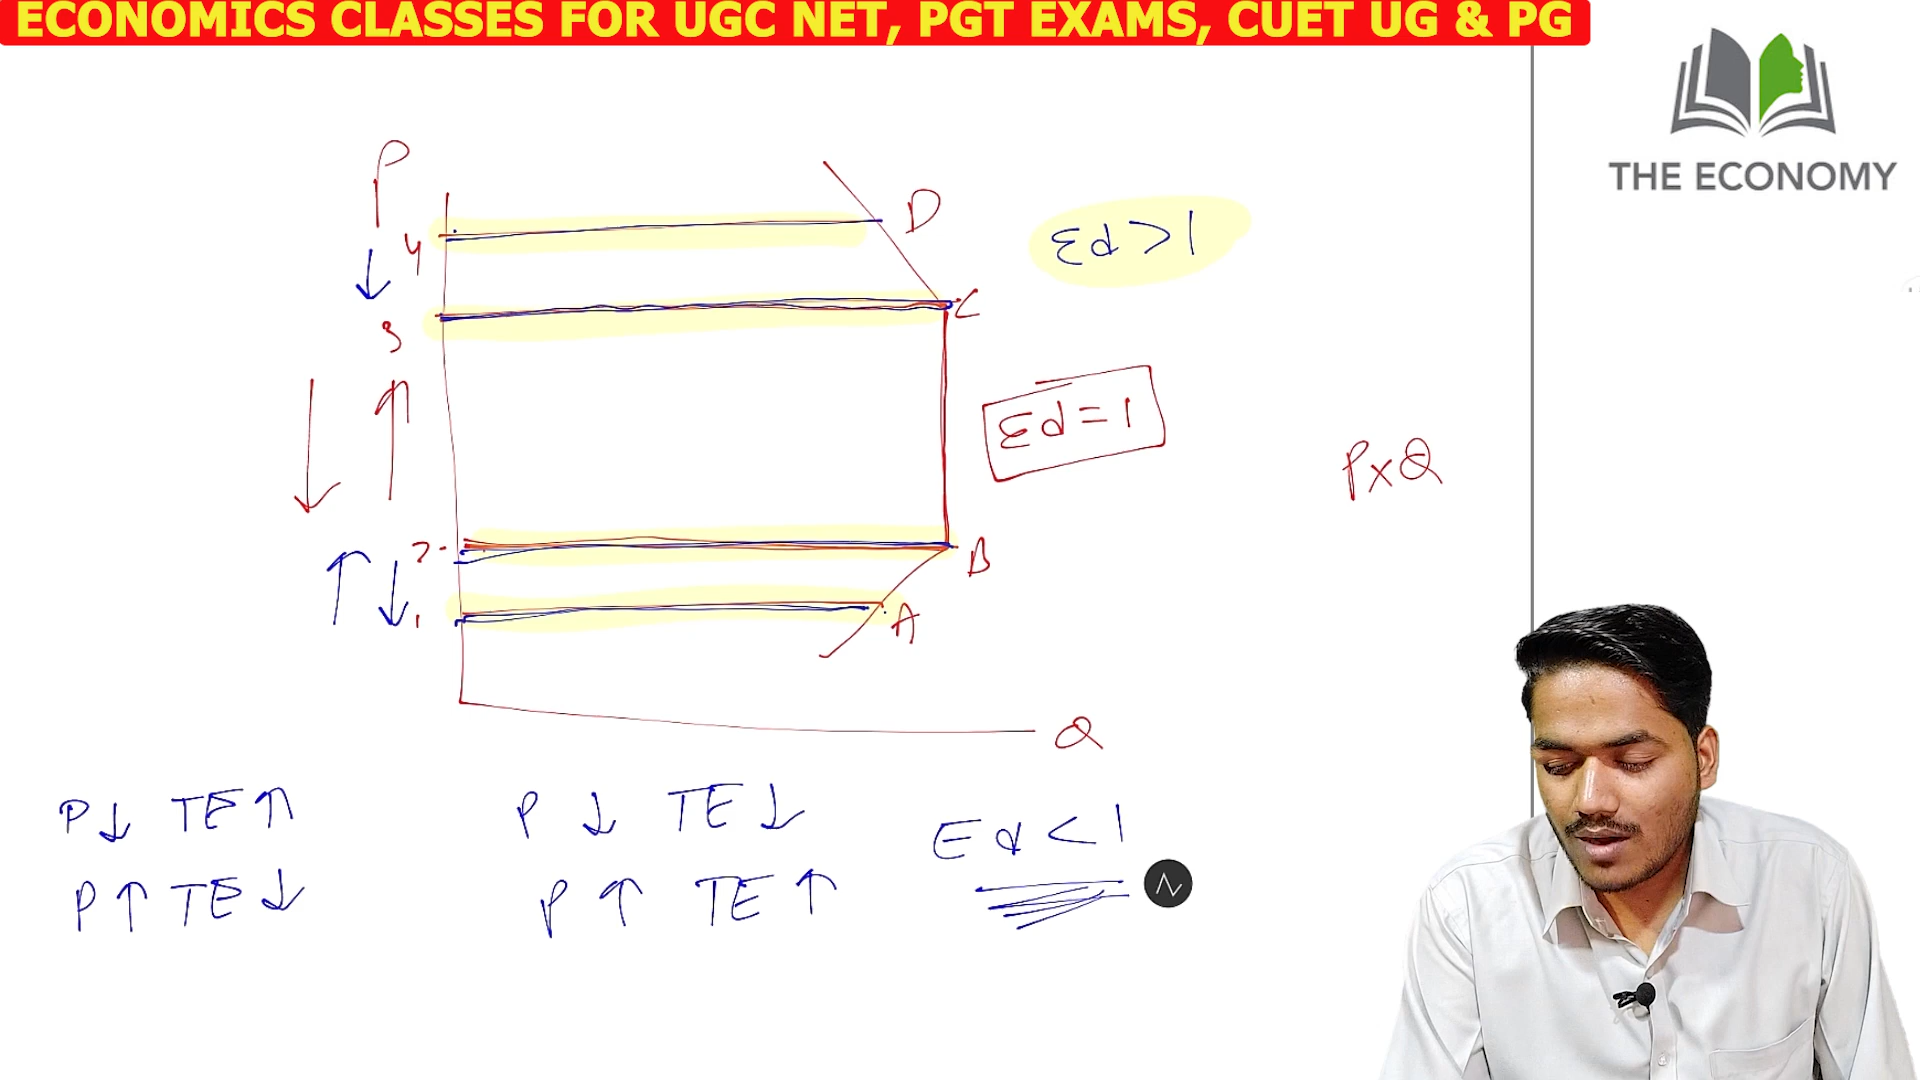 ECONOMICS CLASSES FOR UGC NET, PGT EXAMS, CUET UG & PG
THE ECONOMY
P
D
4
Ed>1
C
3
Ed=1
P×Q
2
B
1
A
Q
P↓ TE↑
P↓ TE↓
Ed<1
P↑ TE↓
P↑ TE↑